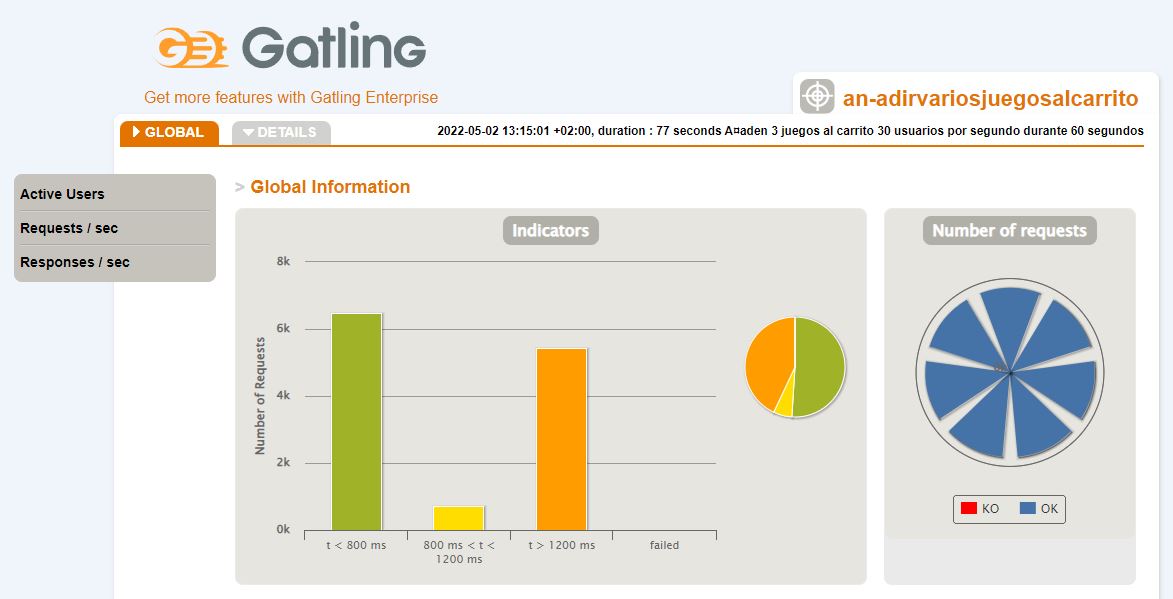 Gatling
Get more features with Gatling Enterprise
an-adirvariosjuegosalcarrito
GLOBAL
DETAILS
2022-05-02 13:15:01 +02:00, duration : 77 seconds A¤aden 3 juegos al carrito 30 usuarios por segundo durante 60 segundos
Active Users
Requests / sec
Responses / sec
> Global Information
Indicators
Number of Requests
8k
6k
4k
2k
0k
t < 800 ms
800 ms < t <
1200 ms
t > 1200 ms
failed
Number of requests
KO
OK